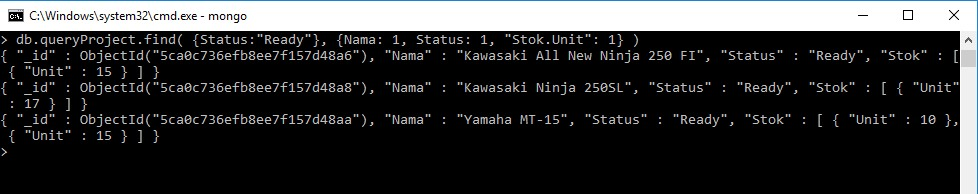 C:\Windows\system32\cmd.exe - mongo
> db.queryProject.find( {Status:"Ready"}, {Nama: 1, Status: 1, "Stok.Unit": 1} )
{ "_id" : ObjectId("5ca0c736efb8ee7f157d48a6"), "Nama" : "Kawasaki All New Ninja 250 FI", "Status" : "Ready", "Stok" : [
 { "Unit" : 15 } ] }
{ "_id" : ObjectId("5ca0c736efb8ee7f157d48a8"), "Nama" : "Kawasaki Ninja 250SL", "Status" : "Ready", "Stok" : [ { "Unit"
 : 17 } ] }
{ "_id" : ObjectId("5ca0c736efb8ee7f157d48aa"), "Nama" : "Yamaha MT-15", "Status" : "Ready", "Stok" : [ { "Unit" : 10 },
 { "Unit" : 15 } ] }
>